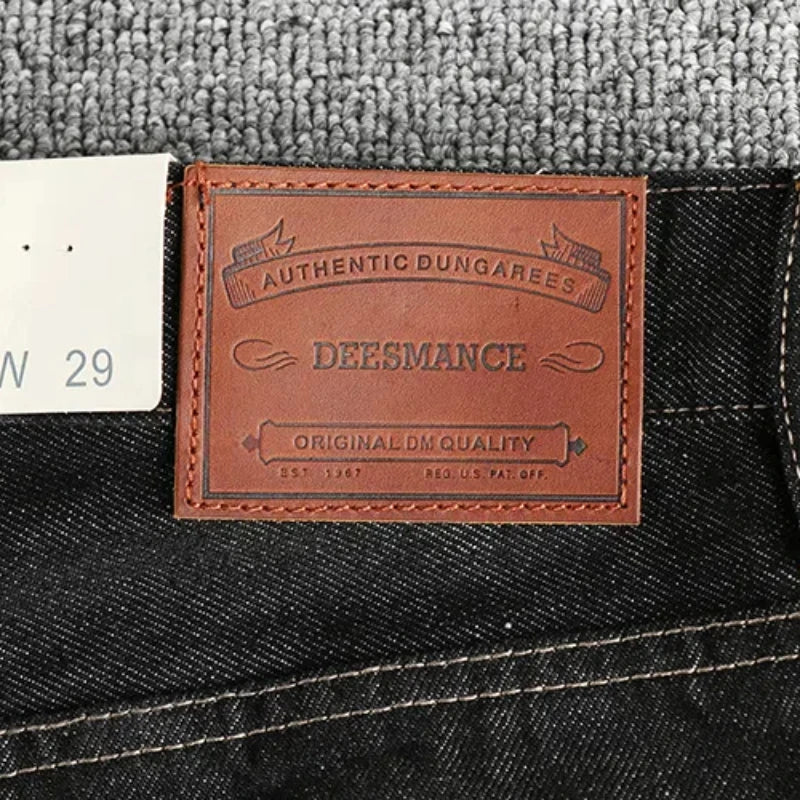 AUTHENTIC DUNGAREES
W 29
DEESMANCE
ORIGINAL DM QUALITY
EST. 1967 REG. U.S. PAT. OFF.